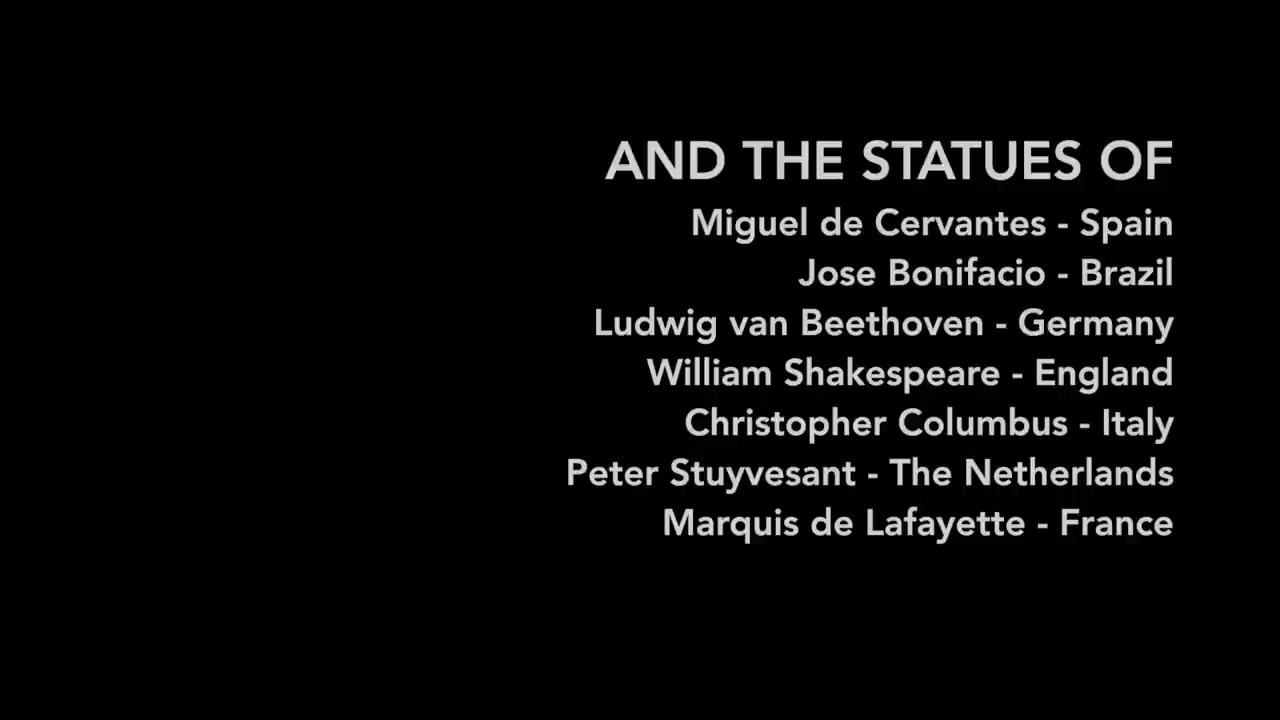 AND THE STATUES OF
Miguel de Cervantes - Spain
Jose Bonifacio - Brazil
Ludwig van Beethoven - Germany
William Shakespeare - England
Christopher Columbus - Italy
Peter Stuyvesant - The Netherlands
Marquis de Lafayette - France